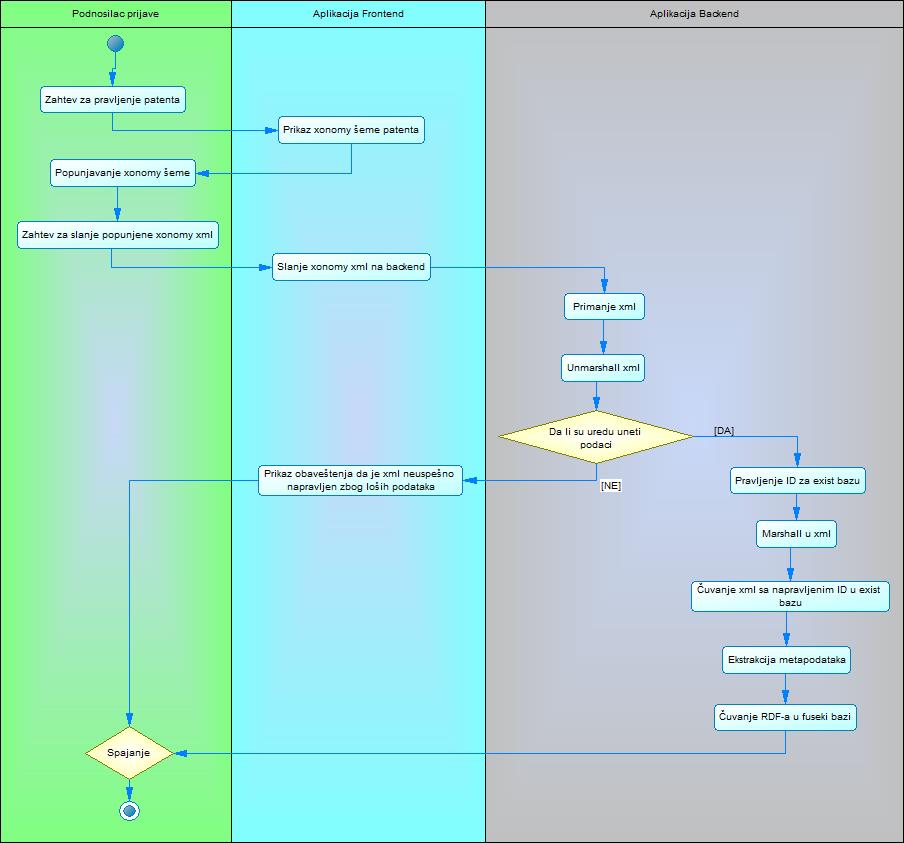 Podnosilac prijave
Aplikacija Frontend
Aplikacija Backend
Zahtev za pravljenje patenta
Prikaz xonomy šeme patenta
Popunjavanje xonomy šeme
Zahtev za slanje popunjene xonomy xml
Slanje xonomy xml na backend
Primanje xml
Unmarshall xml
Da li su uredu uneti
podaci
[DA]
[NE]
Prikaz obaveštenja da je xml neuspešno
napravljen zbog loših podataka
Pravljenje ID za exist bazu
Marshall u xml
Čuvanje xml sa napravljenim ID u exist
bazu
Ekstrakcija metapodataka
Čuvanje RDF-a u fuseki bazi
Spajanje